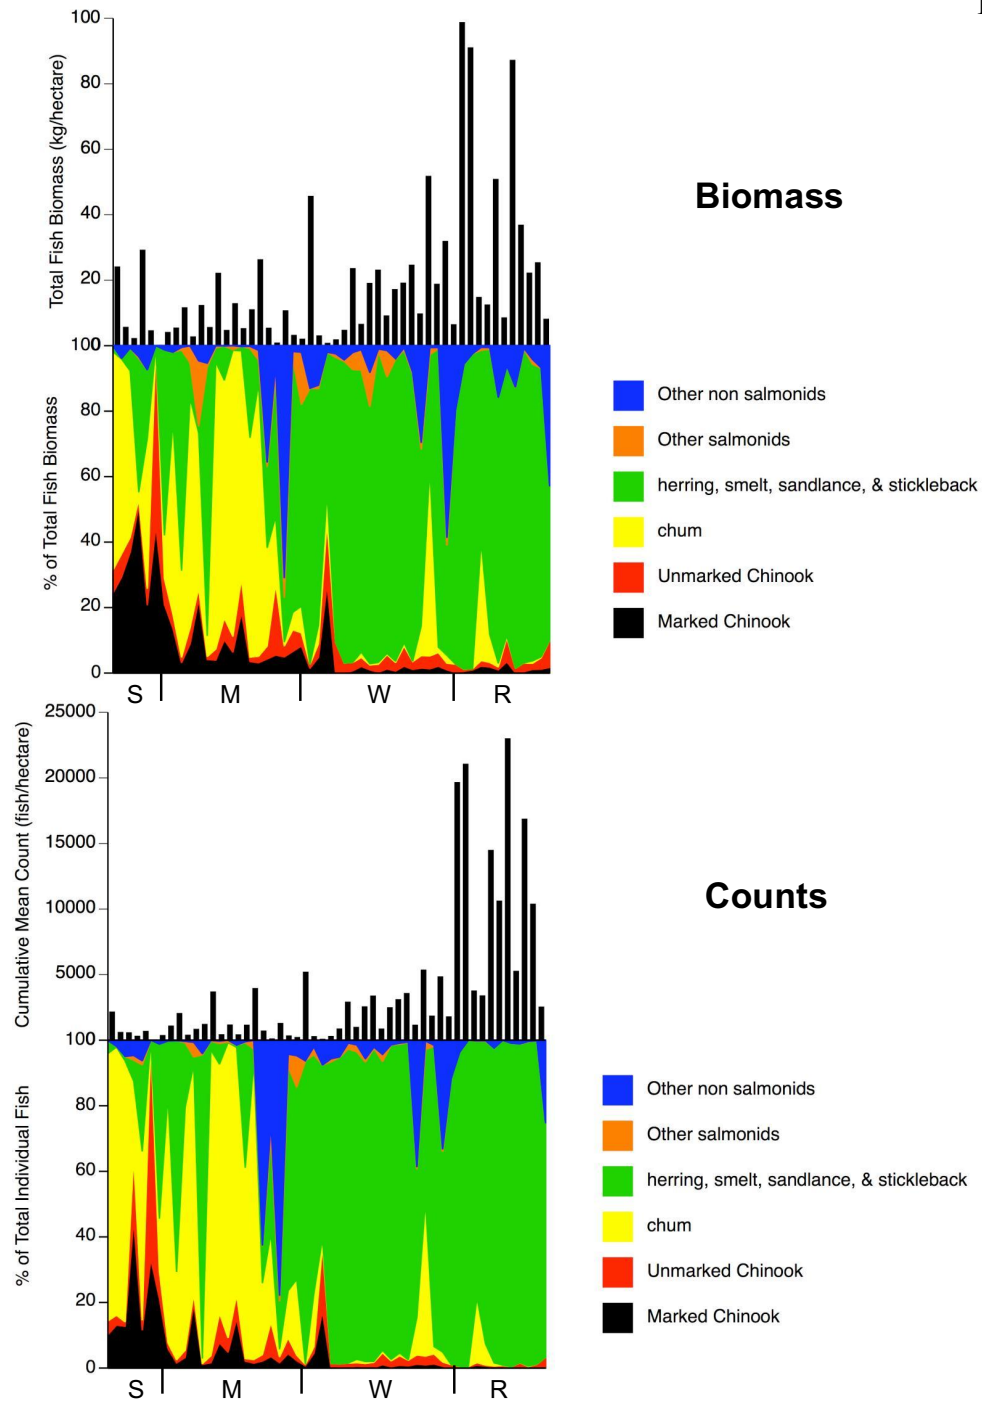 100
80
60
40
20
Total Fish Biomass (kg/hectare)
Biomass
100
0
80
60
40
20
0
% of Total Fish Biomass
Other non salmonids
Other salmonids
herring, smelt, sandlance, & stickleback
chum
Unmarked Chinook
Marked Chinook
S M W R
25000
20000
15000
10000
5000
Cumulative Mean Count (fish/hectare)
Counts
100
80
60
40
20
0
% of Total Individual Fish
Other non salmonids
Other salmonids
herring, smelt, sandlance, & stickleback
chum
Unmarked Chinook
Marked Chinook
S M W R